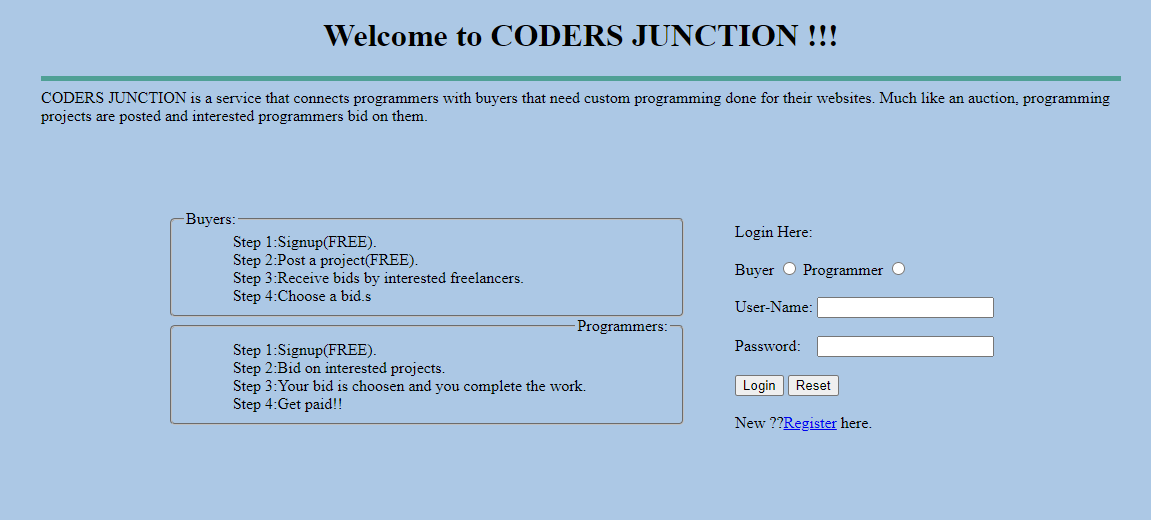 Welcome to CODERS JUNCTION !!!
CODERS JUNCTION is a service that connects programmers with buyers that need custom programming done for their websites. Much like an auction, programming
projects are posted and interested programmers bid on them.
Buyers:
Step 1:Signup(FREE).
Step 2:Post a project(FREE).
Step 3:Receive bids by interested freelancers.
Step 4:Choose a bid.s
Programmers:
Step 1:Signup(FREE).
Step 2:Bid on interested projects.
Step 3:Your bid is choosen and you complete the work.
Step 4:Get paid!!
Login Here:
Buyer Programmer
User-Name:
Password:
Login Reset
New ??Register here.